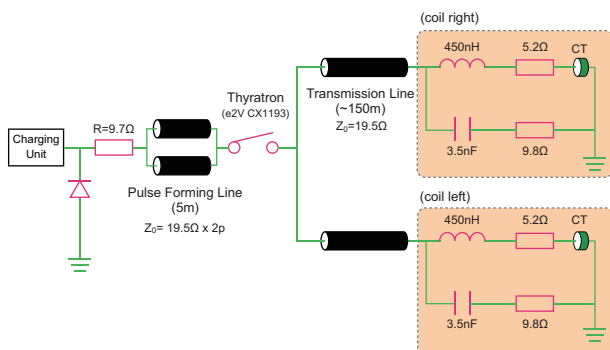 (coil right)
450nH
5.2Ω
CT
3.5nF
9.8Ω
Transmission Line
(~150m)
Z₀=19.5Ω
Thyratron
(e2V CX1193)
R=9.7Ω
Charging
Unit
Pulse Forming Line
(5m)
Z₀= 19.5Ω x 2p
(coil left)
450nH
5.2Ω
CT
3.5nF
9.8Ω